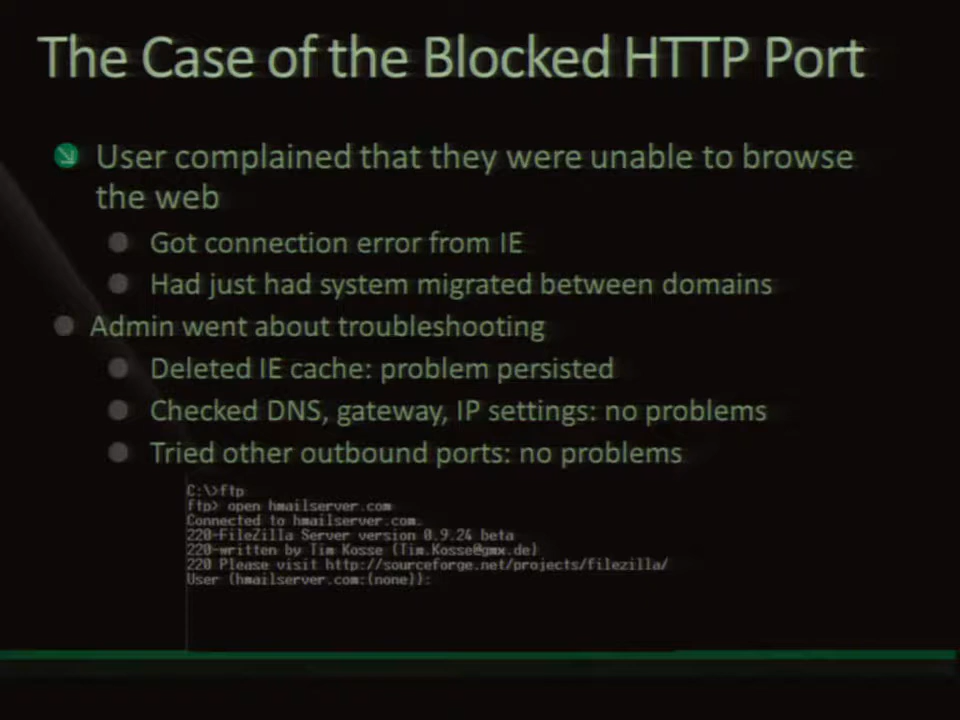 The Case of the Blocked HTTP Port
User complained that they were unable to browse
the web
Got connection error from IE
Had just had system migrated between domains
Admin went about troubleshooting
Deleted IE cache: problem persisted
Checked DNS, gateway, IP settings: no problems
Tried other outbound ports: no problems
C:\>ftp
ftp> open hmailserver.com
Connected to hmailserver.com.
220-FileZilla Server version 0.9.24 beta
220-written by Tim Kosse (Tim.Kosse@gmx.de)
220 Please visit http://sourceforge.net/projects/filezilla/
User (hmailserver.com:(none)):